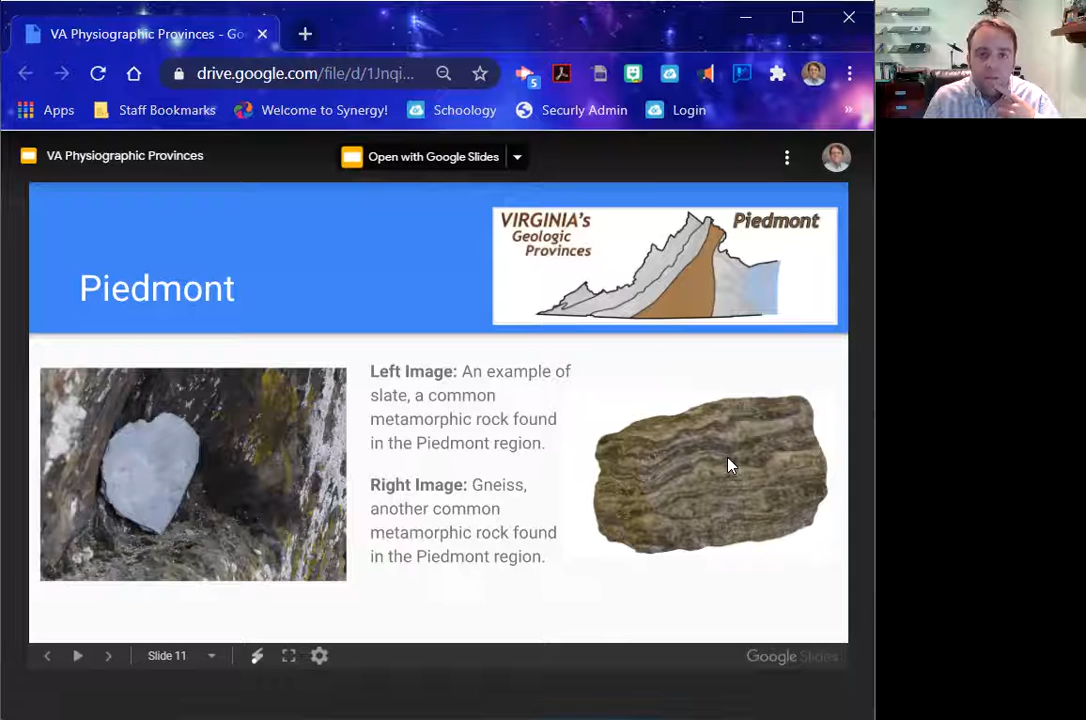 VA Physiographic Provinces - Go
drive.google.com/file/d/1Jnqi...
5
Apps
Staff Bookmarks
Welcome to Synergy!
Schoology
Securly Admin
Login
»
VA Physiographic Provinces
Open with Google Slides
VIRGINIA's
Geologic
Provinces
Piedmont
Piedmont
Left Image: An example of
slate, a common
metamorphic rock found
in the Piedmont region.
Right Image: Gneiss,
another common
metamorphic rock found
in the Piedmont region.
Slide 11
Google Slides